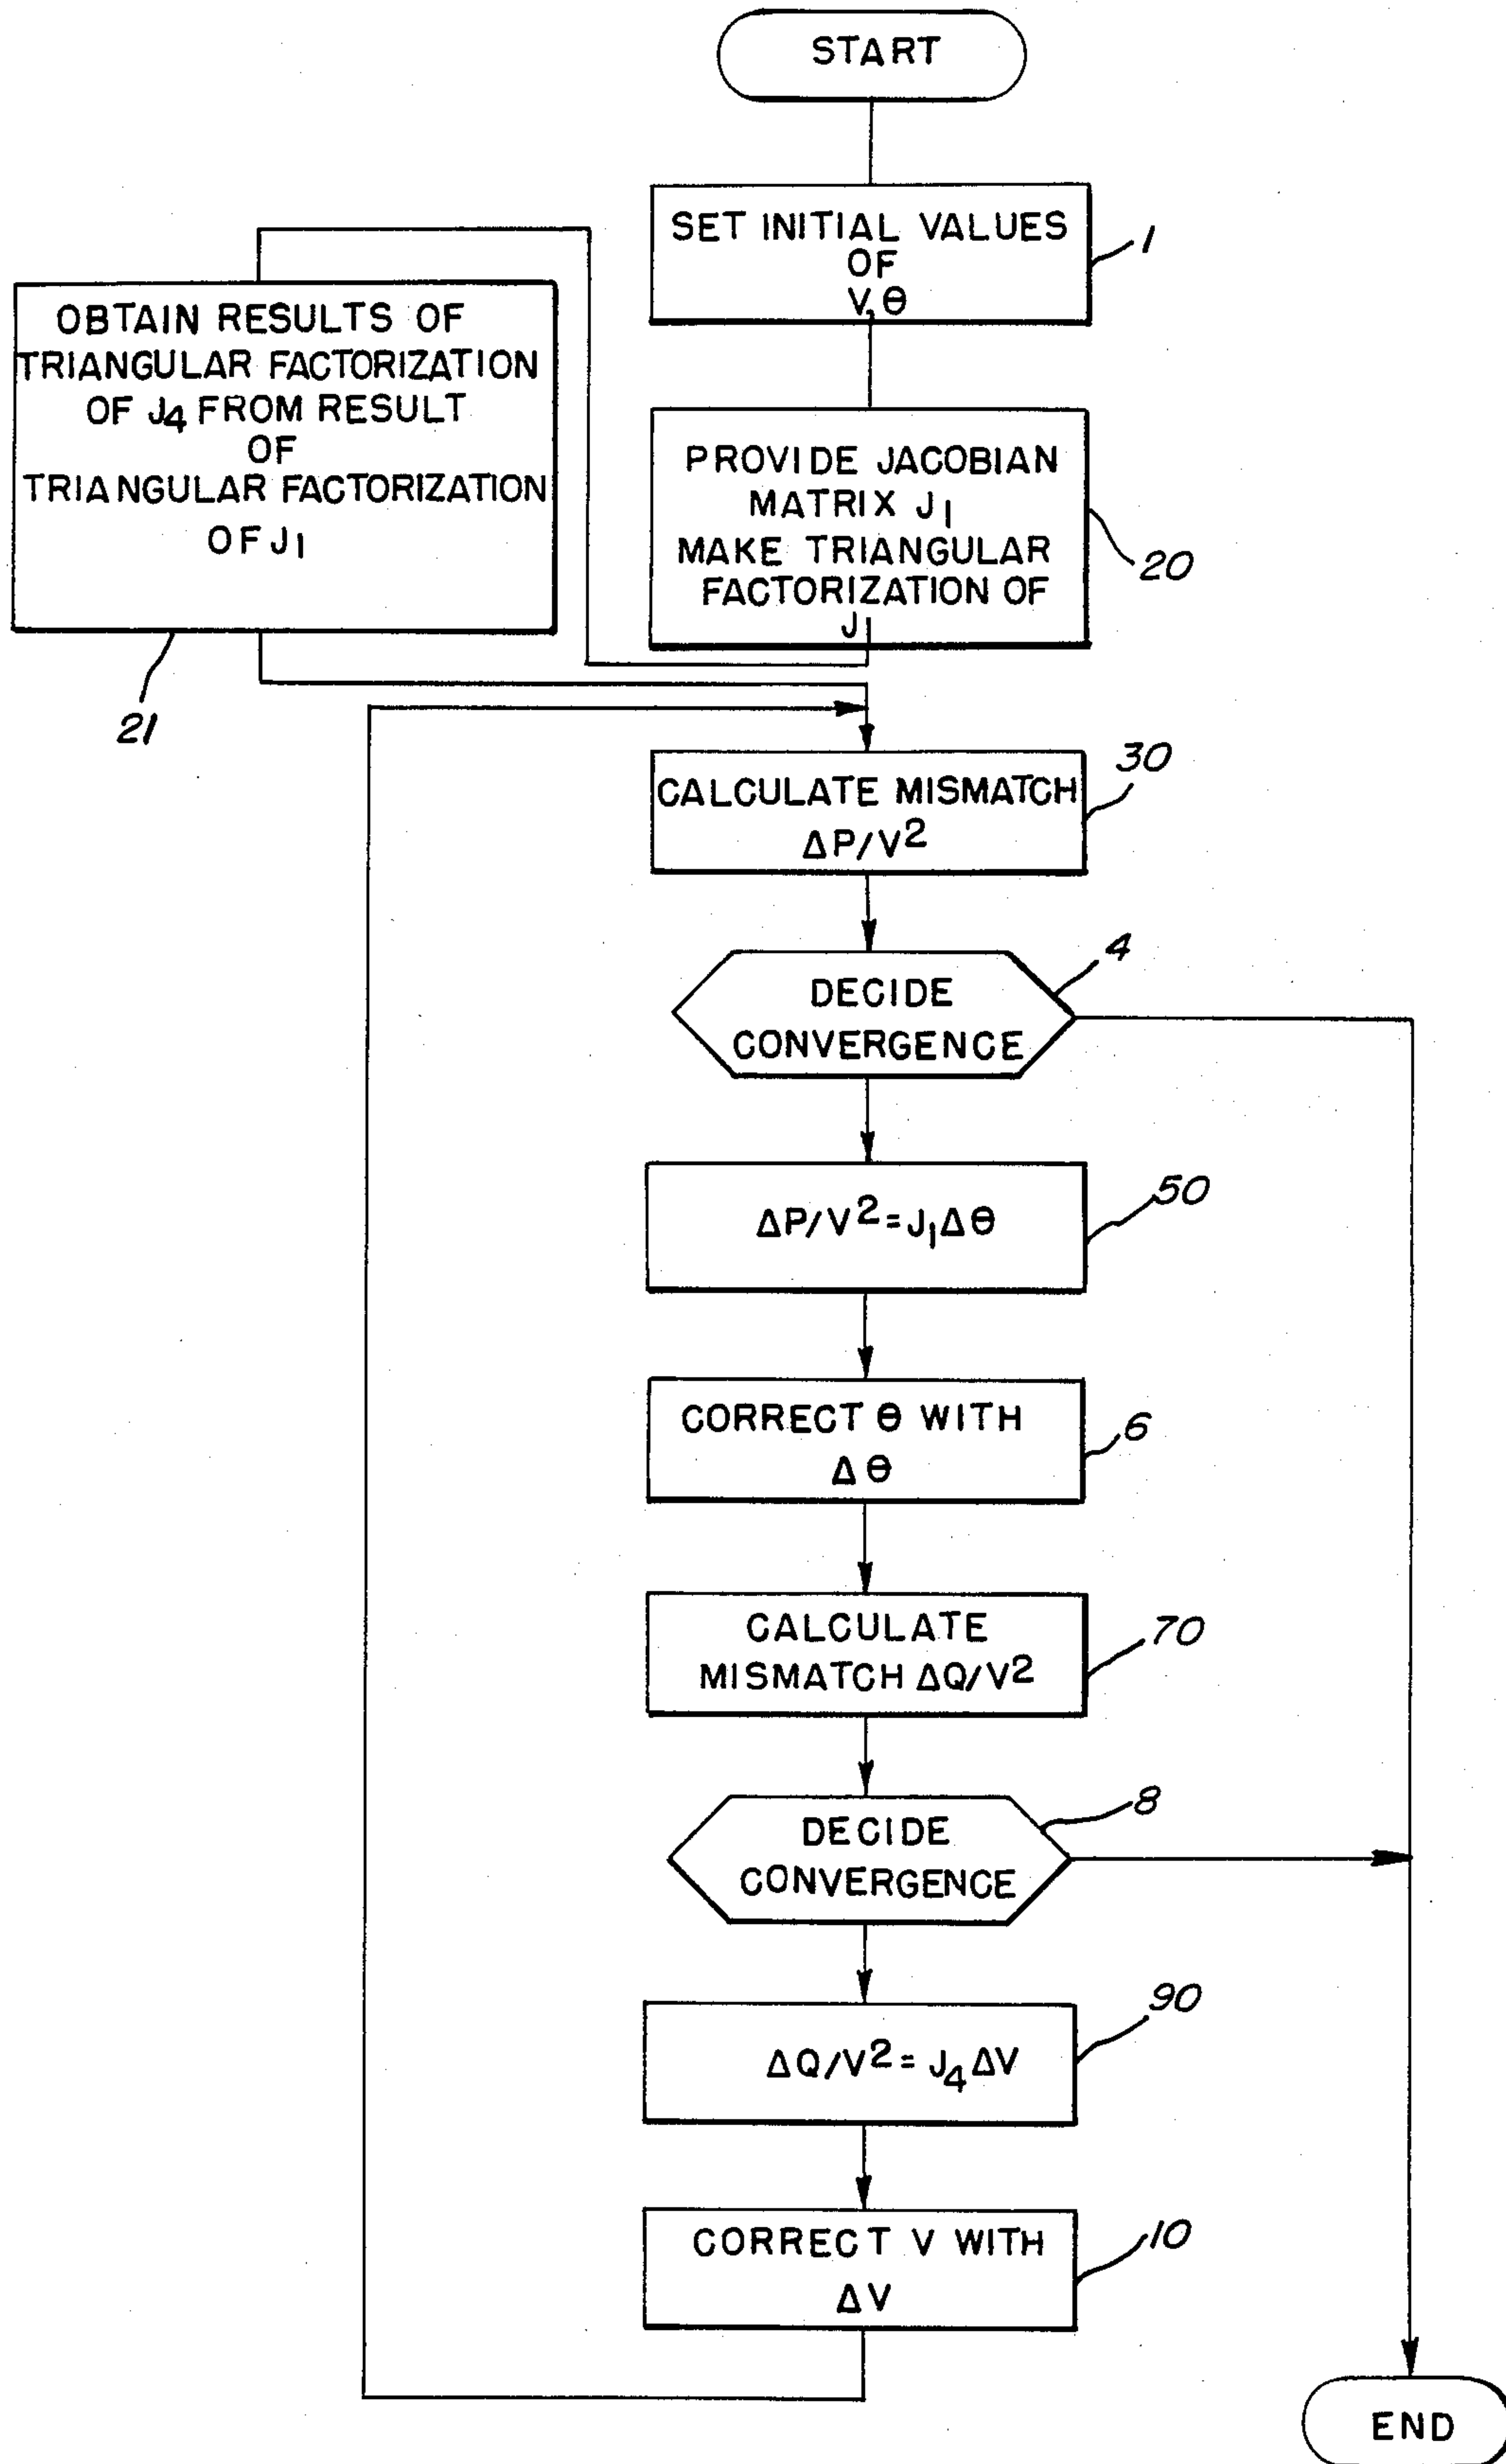 START
SET INITIAL VALUES
OF
V,θ
1
OBTAIN RESULTS OF
TRIANGULAR FACTORIZATION
OF J₄ FROM RESULT
OF
TRIANGULAR FACTORIZATION
OF J₁
21
PROVIDE JACOBIAN
MATRIX J₁
MAKE TRIANGULAR
FACTORIZATION OF
J₁
20
CALCULATE MISMATCH
ΔP/V²
30
DECIDE
CONVERGENCE
4
ΔP/V²=J₁Δθ
50
CORRECT θ WITH
Δθ
6
CALCULATE
MISMATCH ΔQ/V²
70
DECIDE
CONVERGENCE
8
ΔQ/V²=J₄ΔV
90
CORRECT V WITH
ΔV
10
END